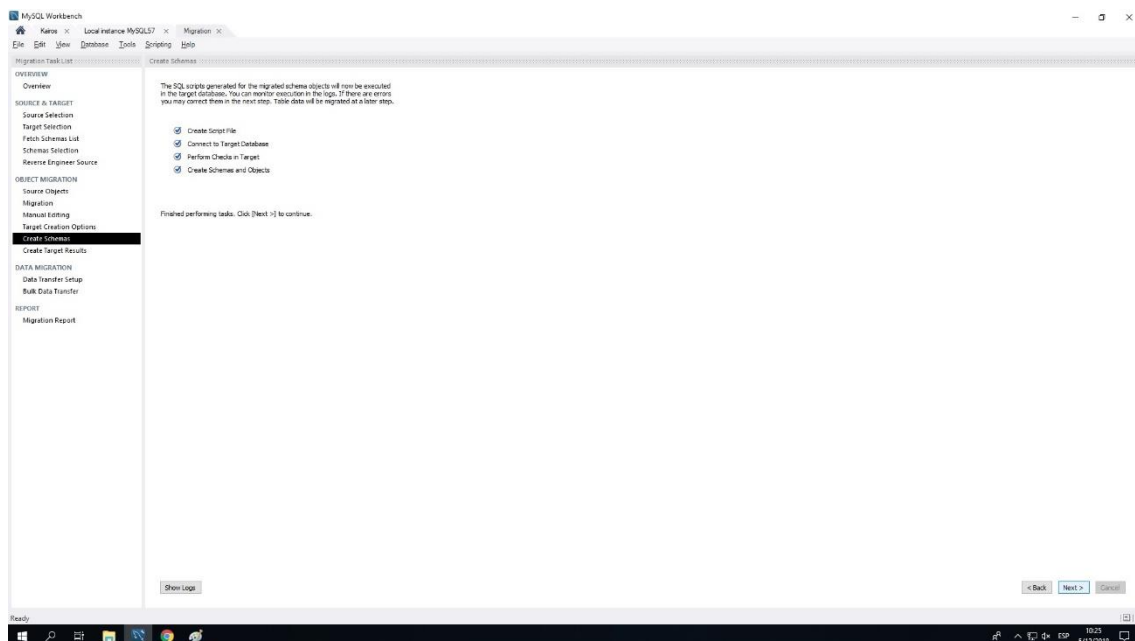 MySQL Workbench
Kairos
Local instance MySQL57
Migration
File Edit View Database Tools Scripting Help
Migration Task List
OVERVIEW
Overview
SOURCE & TARGET
Source Selection
Target Selection
Fetch Schemas List
Schemas Selection
Reverse Engineer Source
OBJECT MIGRATION
Source Objects
Migration
Manual Editing
Target Creation Options
Create Schemas
Create Target Results
DATA MIGRATION
Data Transfer Setup
Bulk Data Transfer
REPORT
Migration Report
Create Schemas
The SQL scripts generated for the migrated schema objects will now be executed
in the target database. You can monitor execution in the logs. If there are errors
you may correct them in the next step. Table data will be migrated at a later step.
Create Script File
Connect to Target Database
Perform Checks in Target
Create Schemas and Objects
Finished performing tasks. Click [Next >] to continue.
Show Logs
< Back
Next >
Cancel
Ready
ESP
10:25